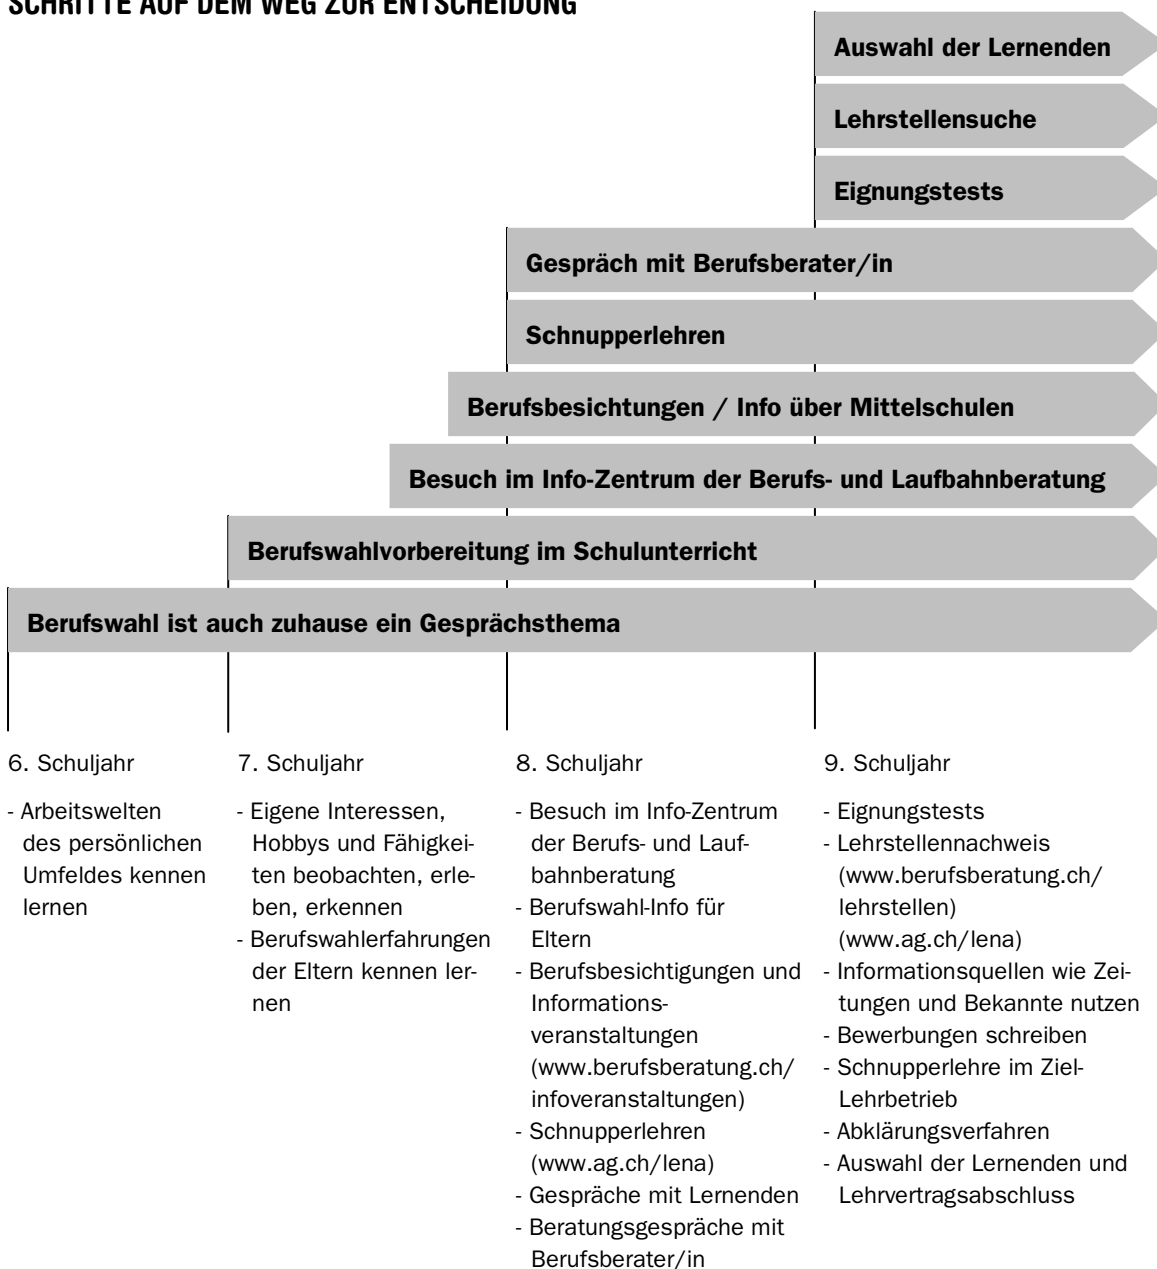 SCHRITTE AUF DEM WEG ZUR ENTSCHEIDUNG
Auswahl der Lernenden
Lehrstellensuche
Eignungstests
Gespräch mit Berufsberater/in
Schnupperlehren
Berufsbesichtungen / Info über Mittelschulen
Besuch im Info-Zentrum der Berufs- und Laufbahnberatung
Berufswahlvorbereitung im Schulunterricht
Berufswahl ist auch zuhause ein Gesprächsthema
6. Schuljahr
- Arbeitswelten
des persönlichen
Umfeldes kennen
lernen
7. Schuljahr
- Eigene Interessen,
Hobbys und Fähigkei-
ten beobachten, erle-
ben, erkennen
- Berufswahlerfahrungen
der Eltern kennen ler-
nen
8. Schuljahr
- Besuch im Info-Zentrum
der Berufs- und Lauf-
bahnberatung
- Berufswahl-Info für
Eltern
- Berufsbesichtigungen und
Informations-
veranstaltungen
(www.berufsberatung.ch/
infoveranstaltungen)
- Schnupperlehren
(www.ag.ch/lena)
- Gespräche mit Lernenden
- Beratungsgespräche mit
Berufsberater/in
9. Schuljahr
- Eignungstests
- Lehrstellennachweis
(www.berufsberatung.ch/
lehrstellen)
(www.ag.ch/lena)
- Informationsquellen wie Zei-
tungen und Bekannte nutzen
- Bewerbungen schreiben
- Schnupperlehre im Ziel-
Lehrbetrieb
- Abklärungsverfahren
- Auswahl der Lernenden und
Lehrvertragsabschluss